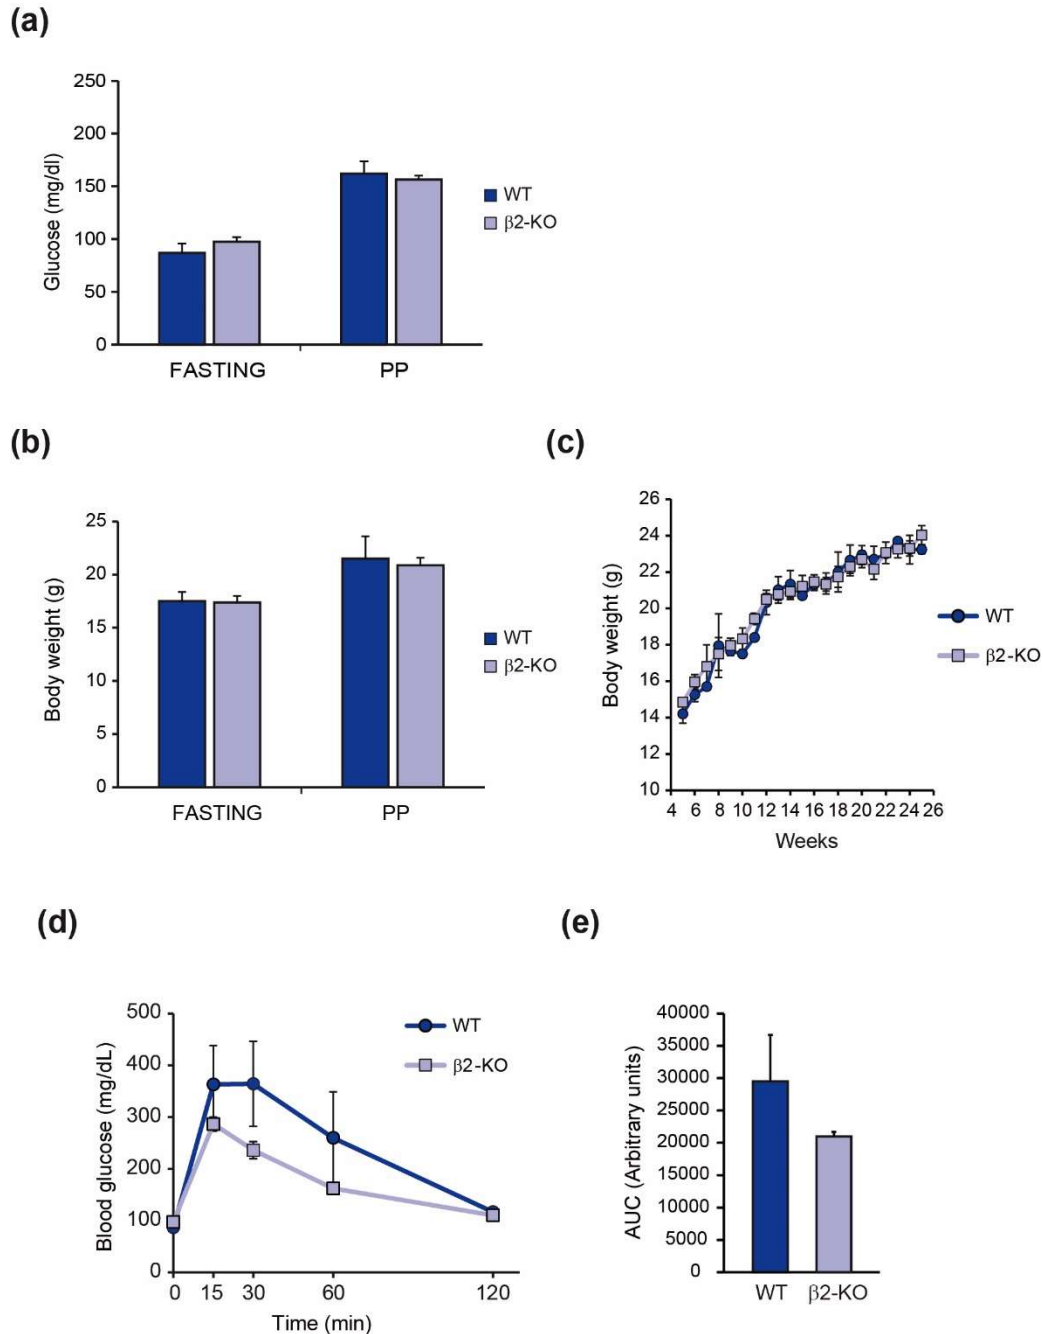 (a)
250
200
150
100
50
0
Glucose (mg/dl)
FASTING PP
WT
β2-KO
(b)
25
20
15
10
5
0
Body weight (g)
FASTING PP
WT
β2-KO
(c)
26
24
22
20
18
16
14
12
10
Body weight (g)
4 6 8 10 12 14 16 18 20 22 24 26
Weeks
WT
β2-KO
(d)
500
400
300
200
100
0
Blood glucose (mg/dL)
0 15 30 60 120
Time (min)
WT
β2-KO
(e)
40000
35000
30000
25000
20000
15000
10000
5000
0
AUC (Arbitrary units)
WT β2-KO